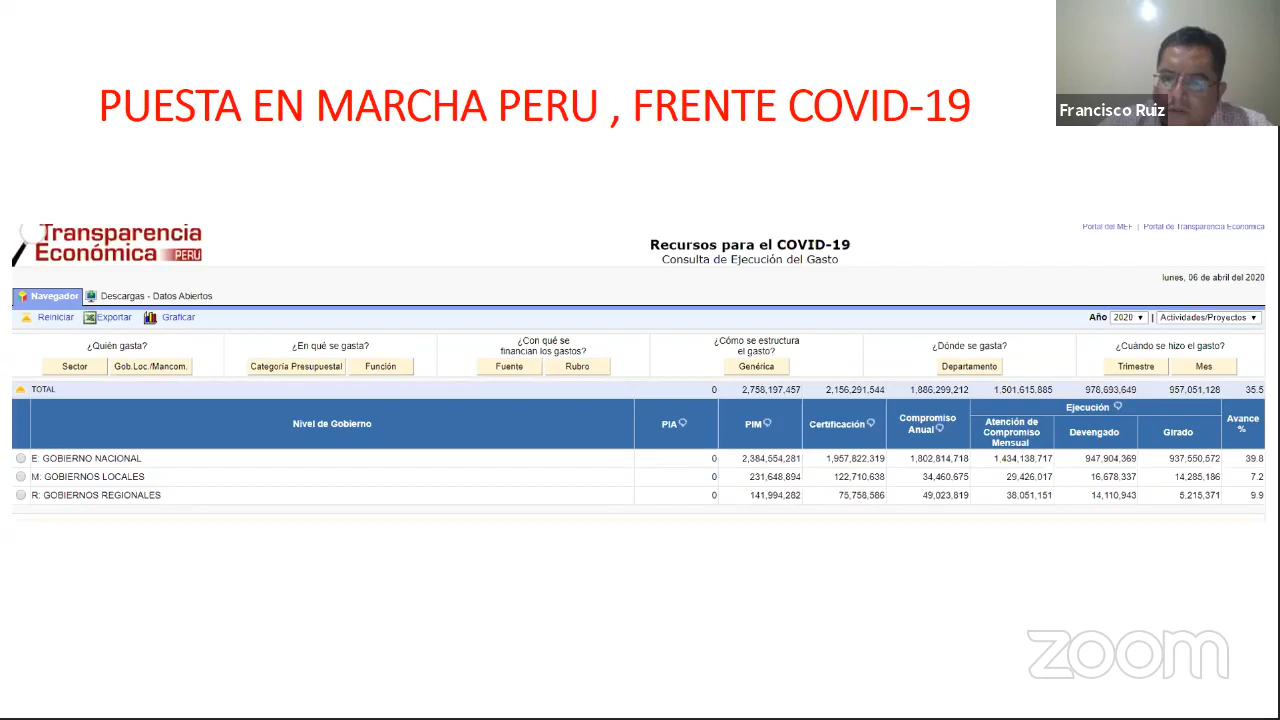 PUESTA EN MARCHA PERU , FRENTE COVID-19
Francisco Ruiz
Transparencia
Económica PERU
Portal del MEF | Portal de Transparencia Económica
Recursos para el COVID-19
Consulta de Ejecución del Gasto
lunes, 06 de abril del 2020
Navegador Descargas - Datos Abiertos
Reiniciar Exportar Graficar Año 2020 | Actividades/Proyectos
¿Quién gasta?
Sector Gob.Loc./Mancom.
¿En qué se gasta?
Categoría Presupuestal Función
¿Con qué se
financian los gastos?
Fuente Rubro
¿Cómo se estructura
el gasto?
Genérica
¿Dónde se gasta?
Departamento
¿Cuándo se hizo el gasto?
Trimestre Mes
TOTAL 0 2,758,197,457 2,156,291,544 1,886,299,212 1,501,615,885 978,693,649 957,051,128 35.5
Nivel de Gobierno
PIA
PIM
Certificación
Compromiso
Anual
Ejecución
Atención de
Compromiso
Mensual
Devengado
Girado
Avance
%
E: GOBIERNO NACIONAL 0 2,384,554,281 1,957,822,319 1,802,814,718 1,434,138,717 947,904,369 937,550,572 39.8
M: GOBIERNOS LOCALES 0 231,648,894 122,710,638 34,460,675 29,426,017 16,678,337 14,285,186 7.2
R: GOBIERNOS REGIONALES 0 141,994,282 75,758,586 49,023,819 38,051,151 14,110,943 5,215,371 9.9
zoom